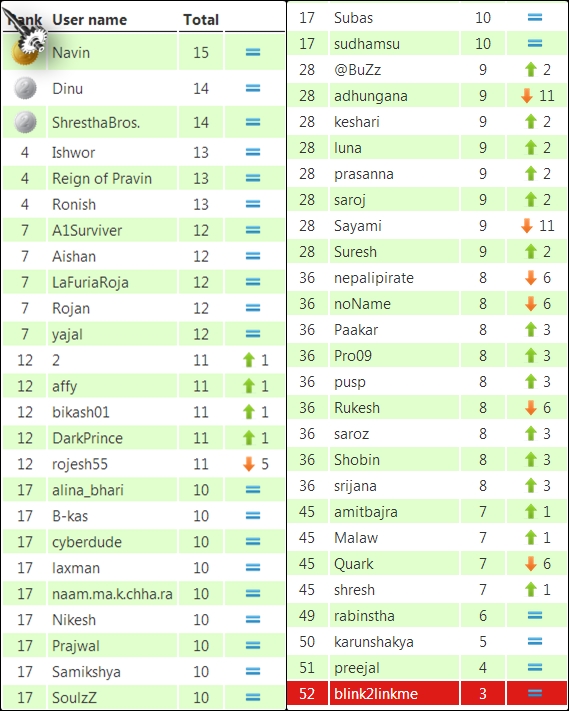 Rank User name Total
Navin 15
Dinu 14
ShresthaBros. 14
4 Ishwor 13
4 Reign of Pravin 13
4 Ronish 13
7 A1Surviver 12
7 Aishan 12
7 LaFuriaRoja 12
7 Rojan 12
7 yajal 12
12 2 11 1
12 affy 11 1
12 bikash01 11 1
12 DarkPrince 11 1
12 rojesh55 11 5
17 alina_bhari 10
17 B-kas 10
17 cyberdude 10
17 laxman 10
17 naam.ma.k.chha.ra 10
17 Nikesh 10
17 Prajwal 10
17 Samikshya 10
17 SoulzZ 10
17 Subas 10
17 sudhamsu 10
28 @BuZz 9 2
28 adhungana 9 11
28 keshari 9 2
28 luna 9 2
28 prasanna 9 2
28 saroj 9 2
28 Sayami 9 11
28 Suresh 9 2
36 nepalipirate 8 6
36 noName 8 6
36 Paakar 8 3
36 Pro09 8 3
36 pusp 8 3
36 Rukesh 8 6
36 saroz 8 3
36 Shobin 8 3
36 srijana 8 3
45 amitbajra 7 1
45 Malaw 7 1
45 Quark 7 6
45 shresh 7 1
49 rabinstha 6
50 karunshakya 5
51 preejal 4
52 blink2linkme 3